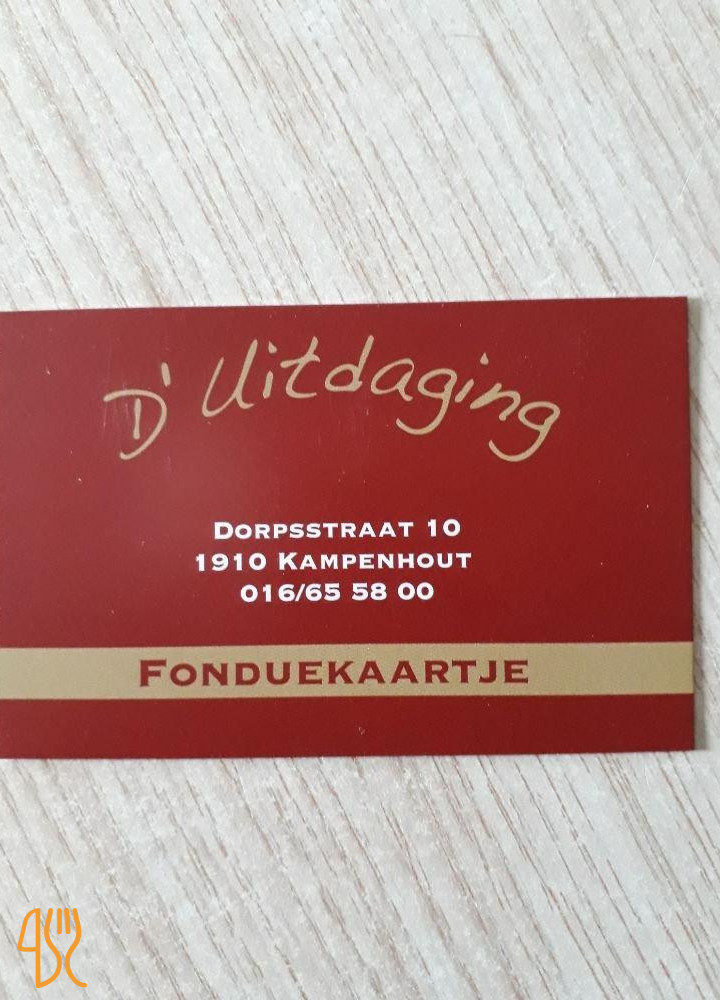 D' Uitdaging
DORPSSTRAAT 10
1910 KAMPENHOUT
016/65 58 00
FONDUEKAARTJE